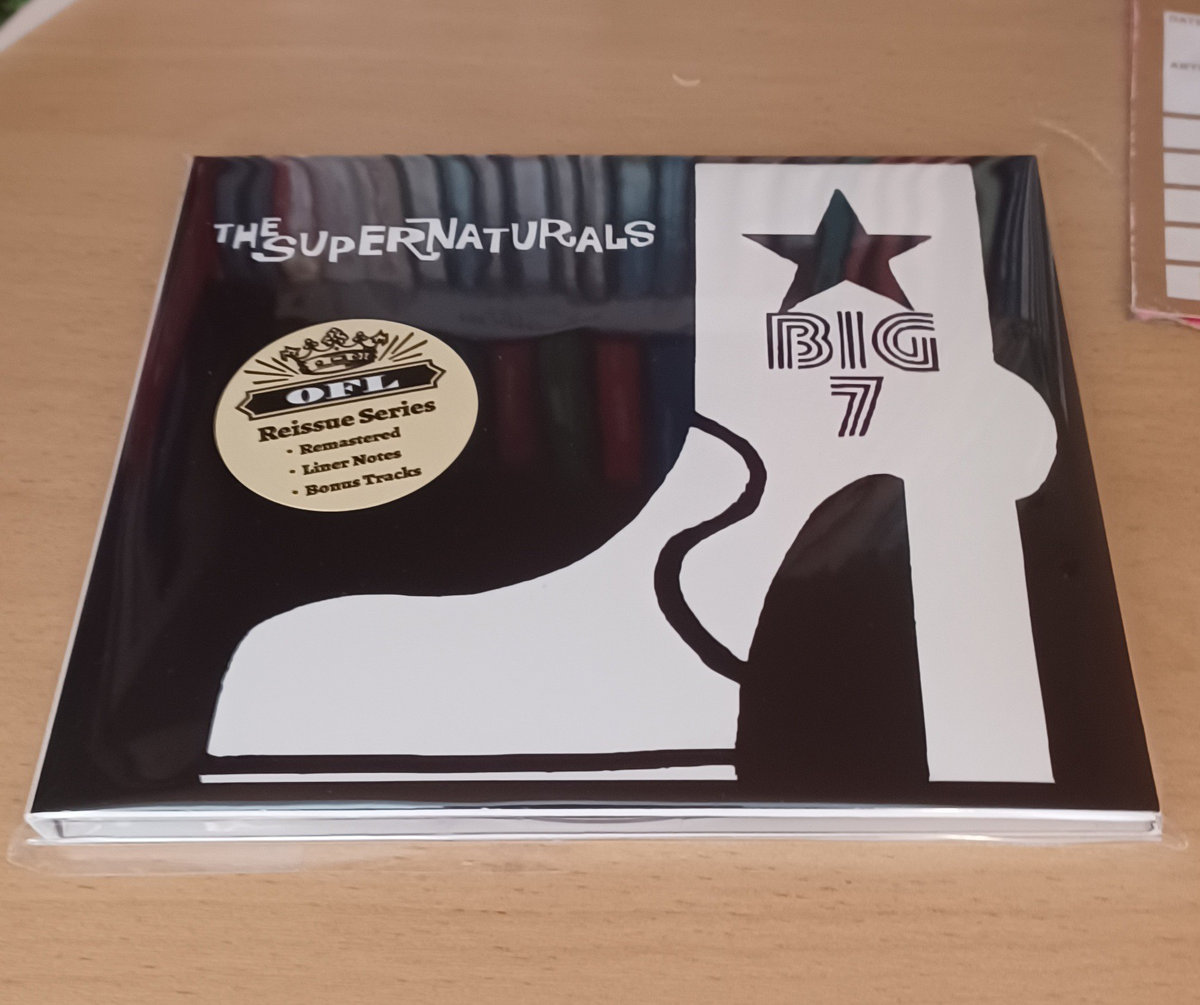 THE SUPERNATURALS
BIG
7
OFL
Reissue Series
• Remastered
• Liner Notes
• Bonus Tracks